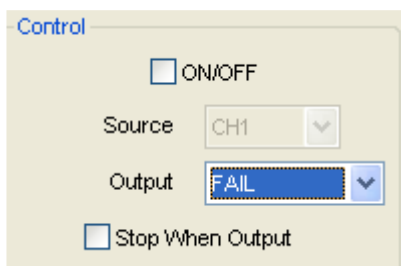 Control
ON/OFF
Source CH1
Output FAIL
Stop When Output